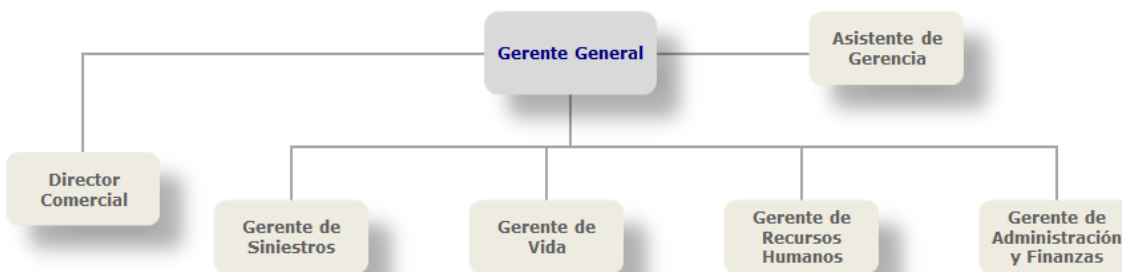 Gerente General
Asistente de
Gerencia
Director
Comercial
Gerente de
Siniestros
Gerente de
Vida
Gerente de
Recursos
Humanos
Gerente de
Administración
y Finanzas